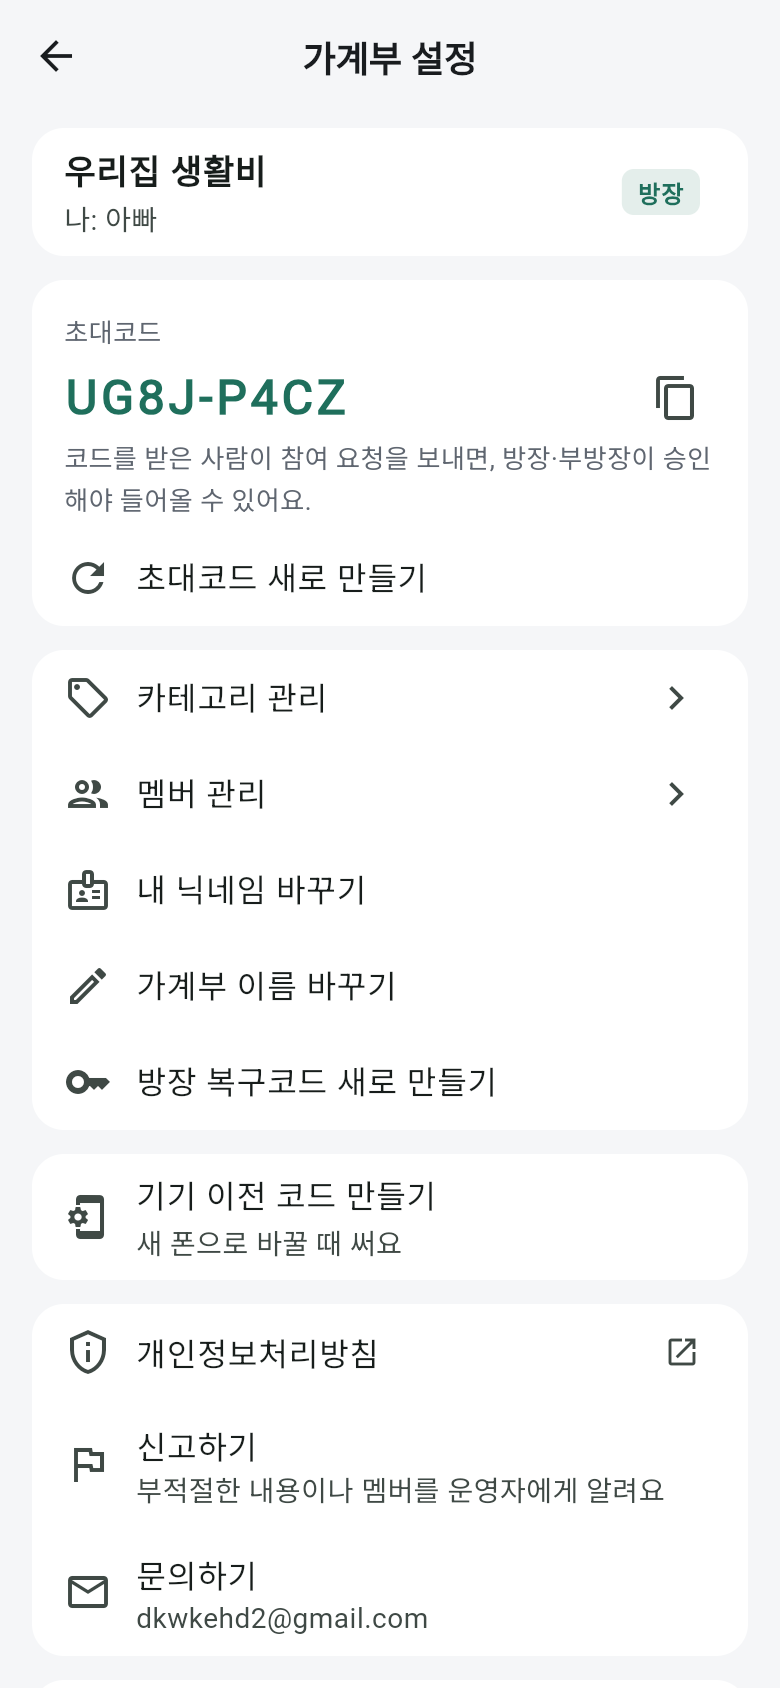 가계부 설정
우리집 생활비
나: 아빠
방장
초대코드
UG8J-P4CZ
코드를 받은 사람이 참여 요청을 보내면, 방장·부방장이 승인
해야 들어올 수 있어요.
초대코드 새로 만들기
카테고리 관리
멤버 관리
내 닉네임 바꾸기
가계부 이름 바꾸기
방장 복구코드 새로 만들기
기기 이전 코드 만들기
새 폰으로 바꿀 때 써요
개인정보처리방침
신고하기
부적절한 내용이나 멤버를 운영자에게 알려요
문의하기
dkwkehd2@gmail.com